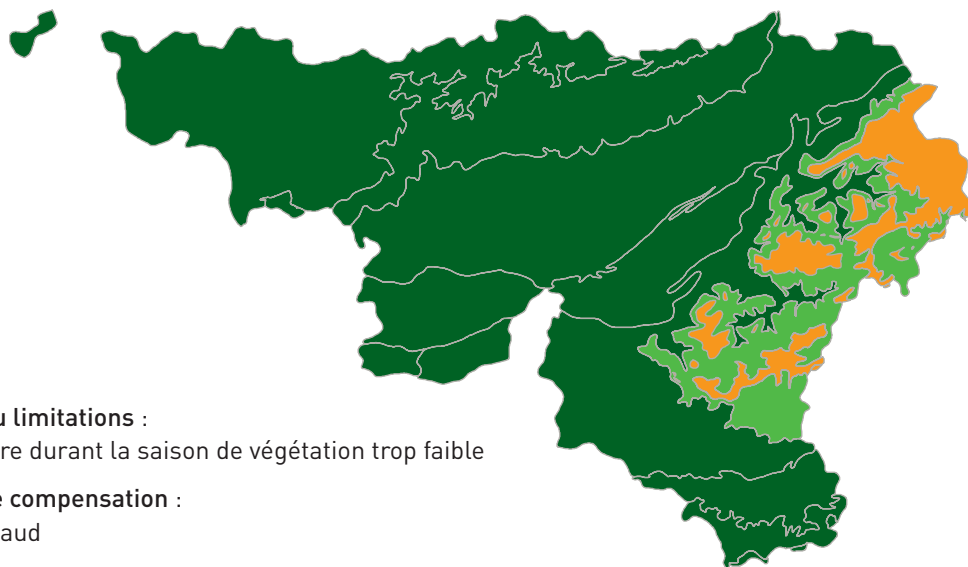 u limitations :
re durant la saison de végétation trop faible
e compensation :
aud